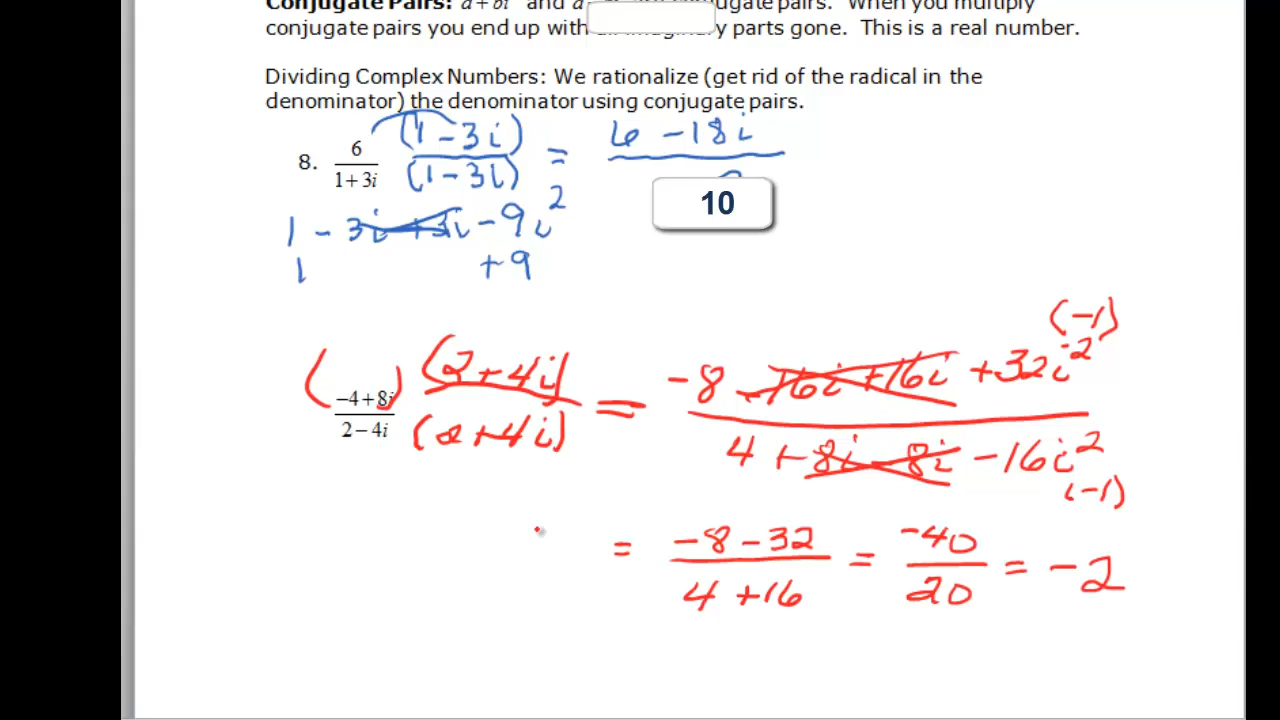 Conjugate Pairs: a + bi and a
conjugate pairs. When you multiply
conjugate pairs you end up with all imaginary parts gone. This is a real number.
Dividing Complex Numbers: We rationalize (get rid of the radical in the
denominator) the denominator using conjugate pairs.
8. 6/(1+3i) (1-3i)/(1-3i) = 6 -18i
10
1 - 3i + 3i - 9i²
1 +9
(-1)
(-4+8i)/(2-4i) (2+4i)/(2+4i) = (-8 -16i +16i +32i²)/(4 +8i -8i -16i²)
(-1)
= (-8-32)/(4+16) = -40/20 = -2